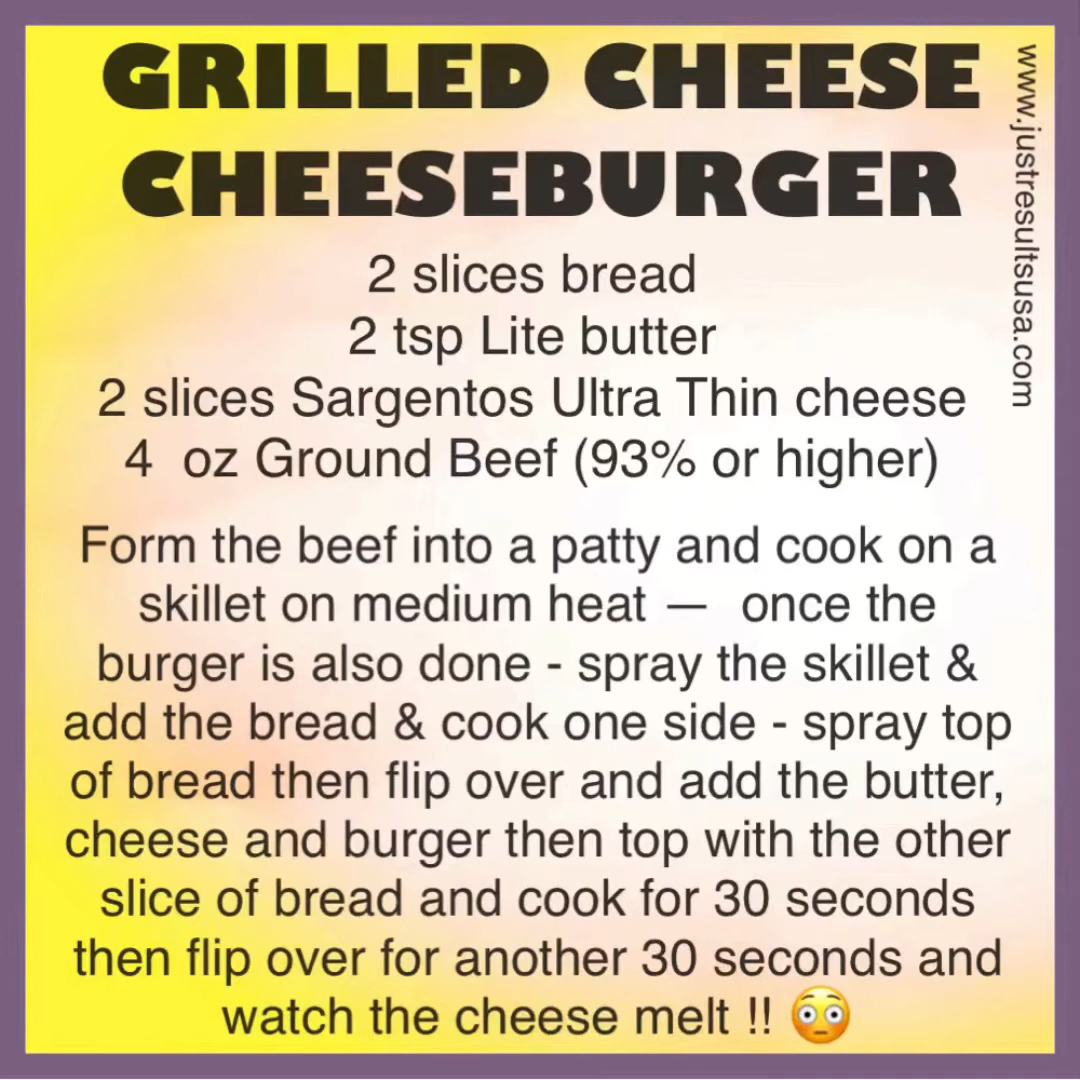 GRILLED CHEESE
CHEESEBURGER
www.justresultsusa.com
2 slices bread
2 tsp Lite butter
2 slices Sargentos Ultra Thin cheese
4 oz Ground Beef (93% or higher)
Form the beef into a patty and cook on a
skillet on medium heat — once the
burger is also done - spray the skillet &
add the bread & cook one side - spray top
of bread then flip over and add the butter,
cheese and burger then top with the other
slice of bread and cook for 30 seconds
then flip over for another 30 seconds and
watch the cheese melt !! 😳